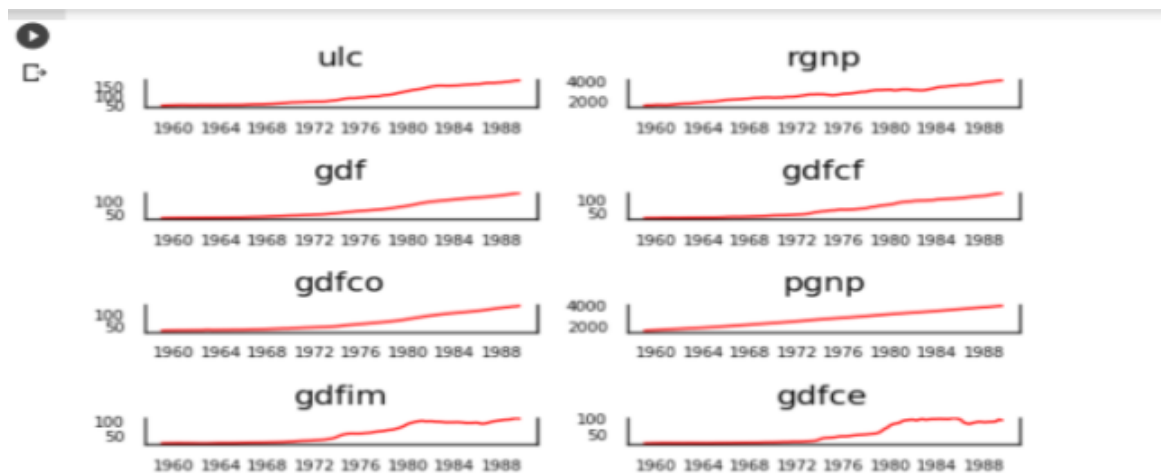 ulc rgnp
150 4000
100
50 2000
1960 1964 1968 1972 1976 1980 1984 1988 1960 1964 1968 1972 1976 1980 1984 1988
gdf gdfcf
100 100
50 50
1960 1964 1968 1972 1976 1980 1984 1988 1960 1964 1968 1972 1976 1980 1984 1988
gdfco pgnp
100 4000
50 2000
1960 1964 1968 1972 1976 1980 1984 1988 1960 1964 1968 1972 1976 1980 1984 1988
gdfim gdfce
100 100
50 50
1960 1964 1968 1972 1976 1980 1984 1988 1960 1964 1968 1972 1976 1980 1984 1988